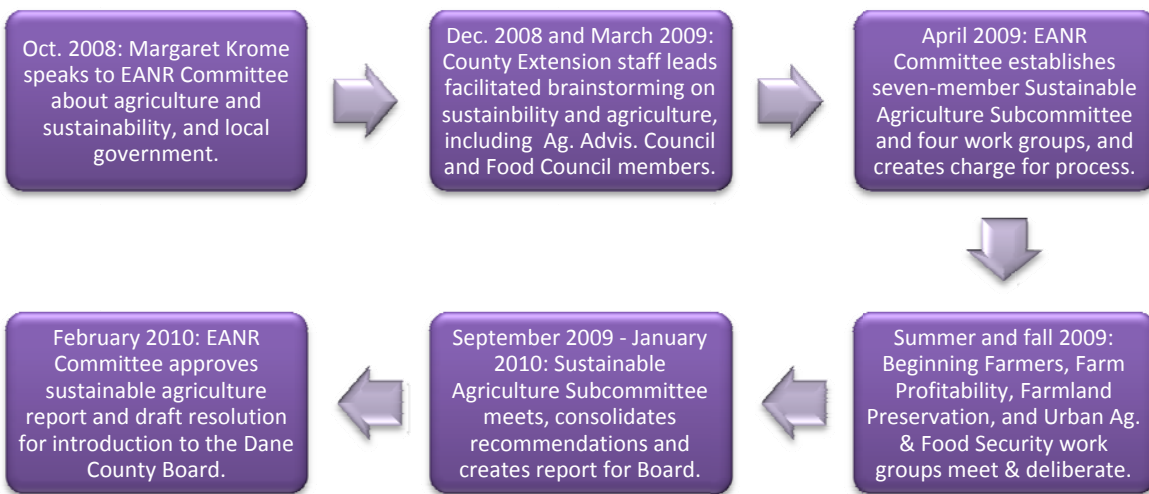 Oct. 2008: Margaret Krome
speaks to EANR Committee
about agriculture and
sustainability, and local
government.
Dec. 2008 and March 2009:
County Extension staff leads
facilitated brainstorming on
sustainbility and agriculture,
including Ag. Advis. Council
and Food Council members.
April 2009: EANR
Committee establishes
seven-member Sustainable
Agriculture Subcommittee
and four work groups, and
creates charge for process.
Summer and fall 2009:
Beginning Farmers, Farm
Profitability, Farmland
Preservation, and Urban Ag.
& Food Security work
groups meet & deliberate.
September 2009 - January
2010: Sustainable
Agriculture Subcommittee
meets, consolidates
recommendations and
creates report for Board.
February 2010: EANR
Committee approves
sustainable agriculture
report and draft resolution
for introduction to the Dane
County Board.